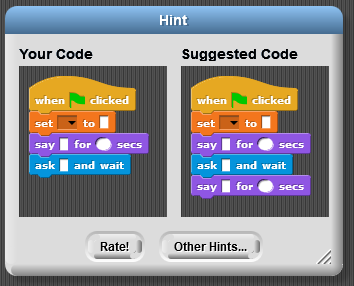 Hint
Your Code
when clicked
set to
say for secs
ask and wait
Suggested Code
when clicked
set to
say for secs
ask and wait
say for secs
Rate!
Other Hints...